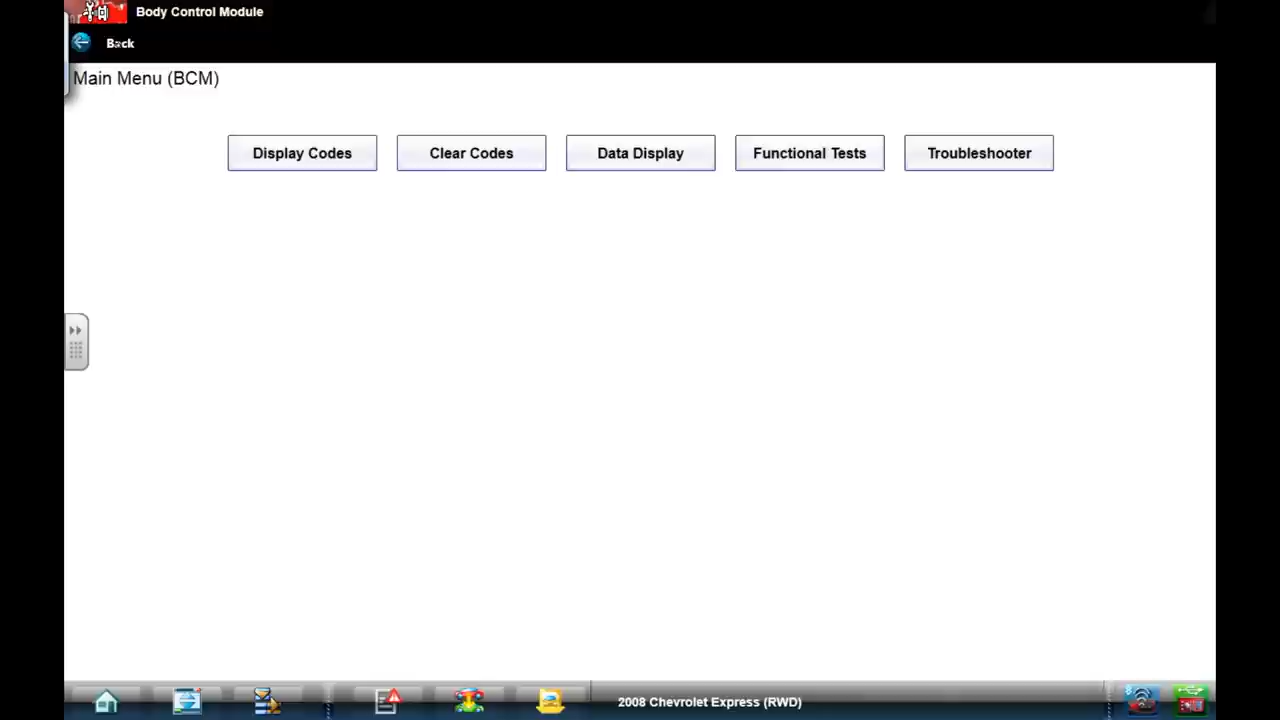 Body Control Module
Back
Main Menu (BCM)
Display Codes
Clear Codes
Data Display
Functional Tests
Troubleshooter
2008 Chevrolet Express (RWD)